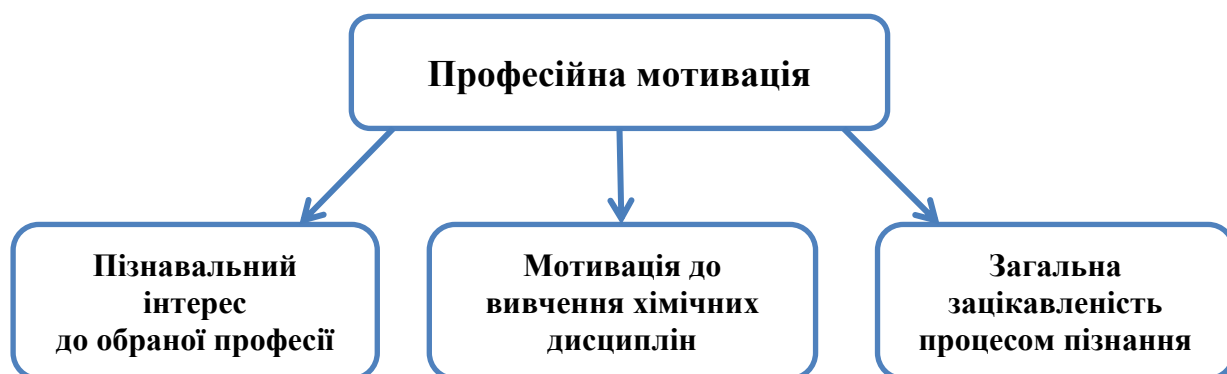 Професійна мотивація
Пізнавальний
інтерес
до обраної професії
Мотивація до
вивчення хімічних
дисциплін
Загальна
зацікавленість
процесом пізнання